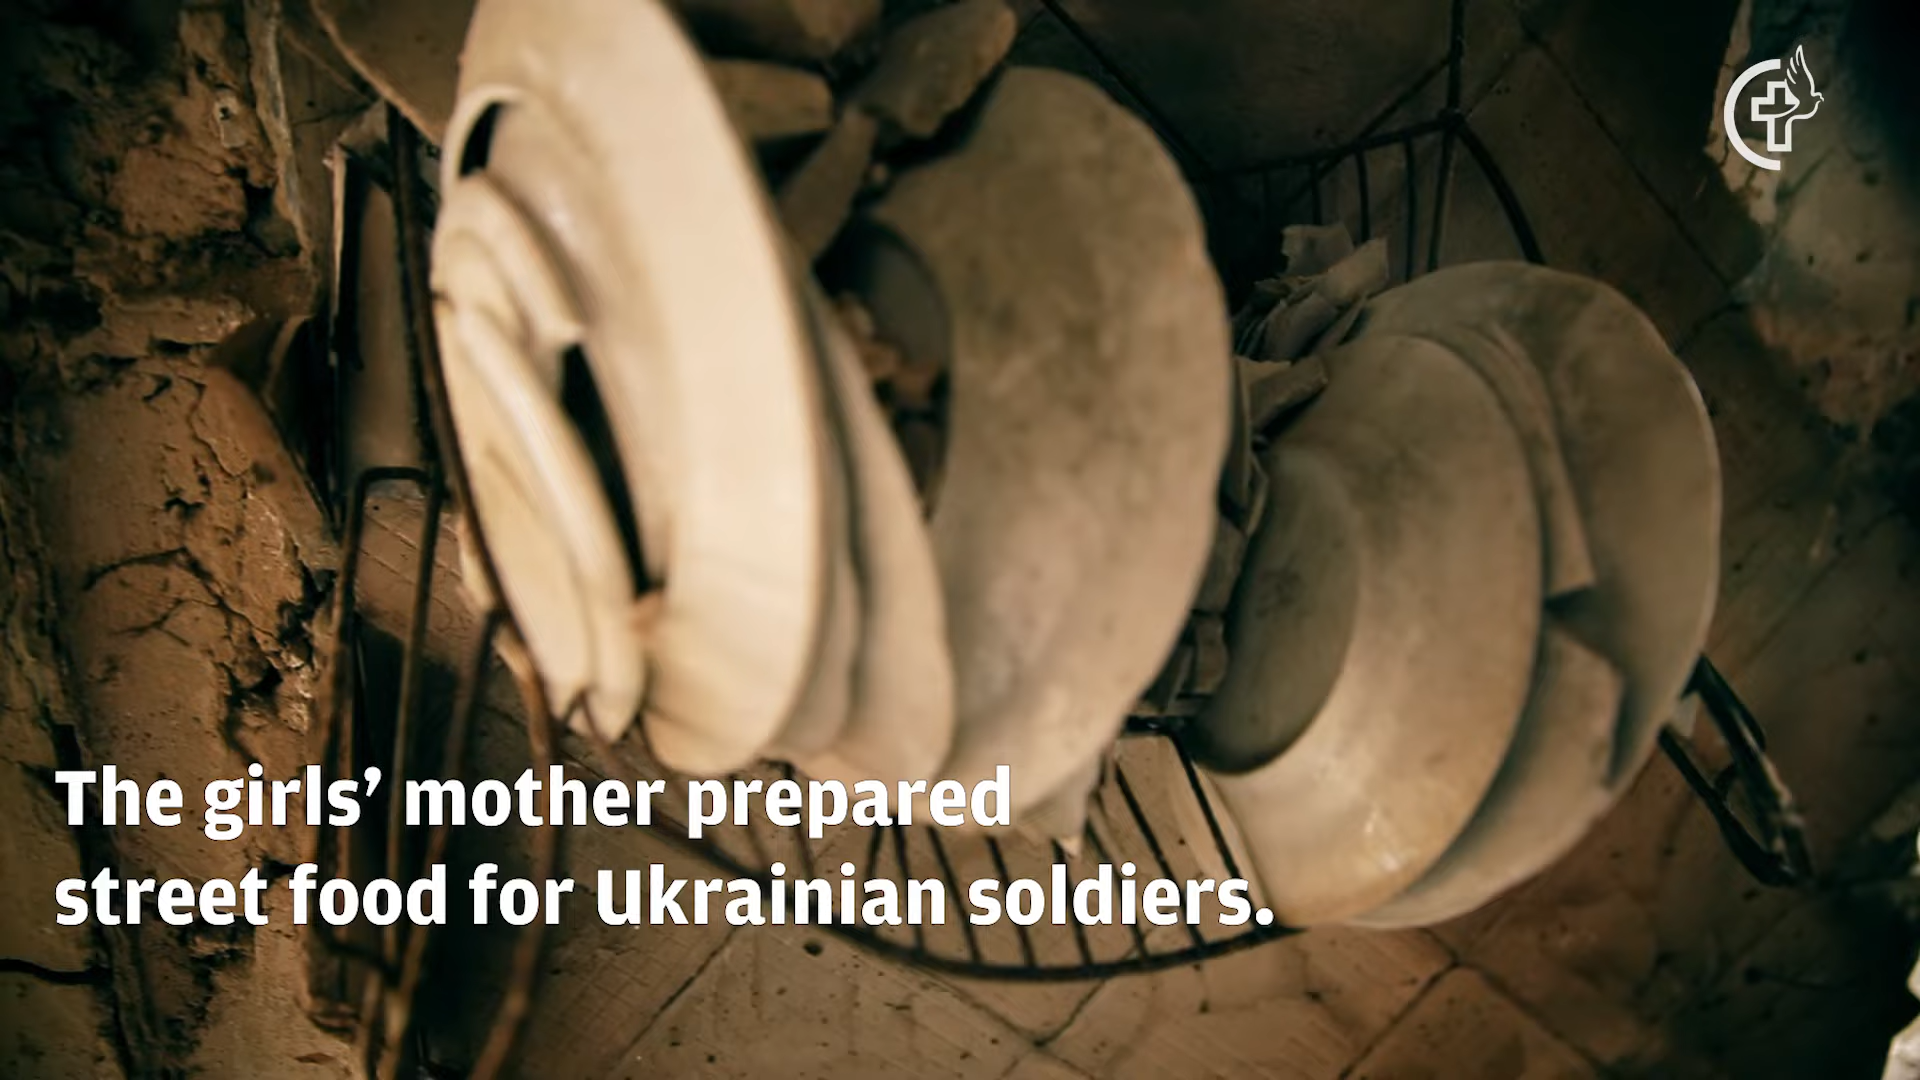 The girls’ mother prepared
street food for Ukrainian soldiers.